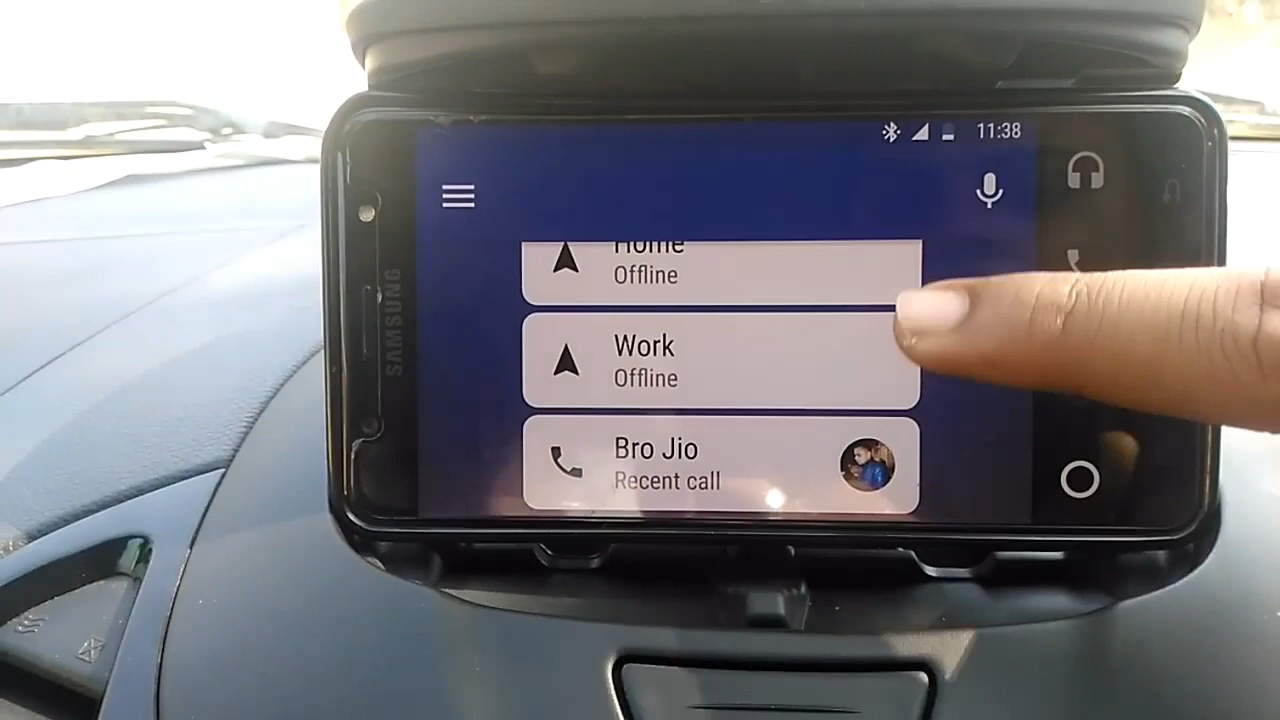 11:38
Home
Offline
Work
Offline
Bro Jio
Recent call
SAMSUNG